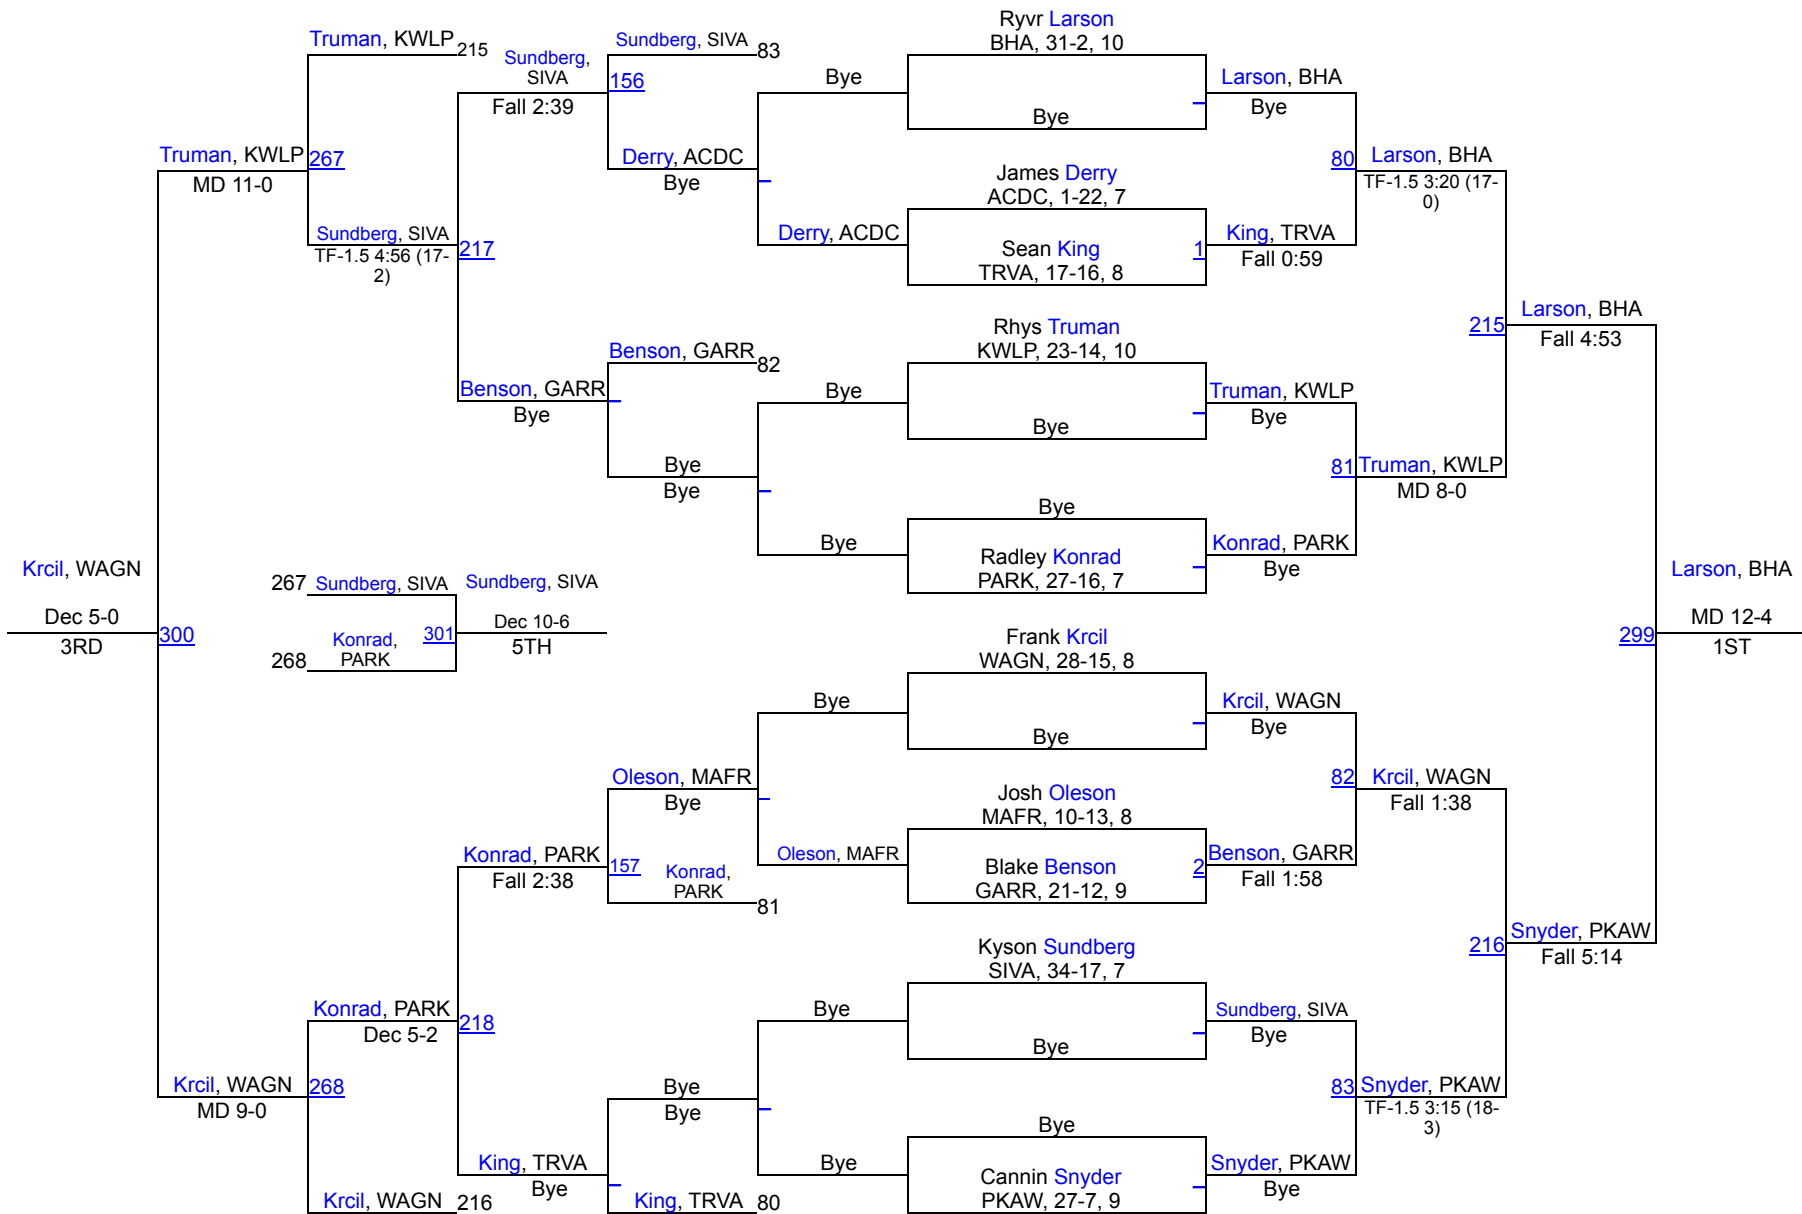 Truman, KWLP
215
Sundberg,
SIVA
Fall 2:39
Sundberg, SIVA
83
156
Bye
Ryvr Larson
BHA, 31-2, 10
Bye
Larson, BHA
Bye
Truman, KWLP
MD 11-0
267
Derry, ACDC
Bye
James Derry
ACDC, 1-22, 7
80
Larson, BHA
TF-1.5 3:20 (17-
0)
Sundberg, SIVA
TF-1.5 4:56 (17-
2)
217
Derry, ACDC
Sean King
TRVA, 17-16, 8
1
King, TRVA
Fall 0:59
Rhys Truman
KWLP, 23-14, 10
215
Larson, BHA
Fall 4:53
Benson, GARR
82
Benson, GARR
Bye
Bye
Bye
Truman, KWLP
Bye
Bye
Bye
81
Truman, KWLP
MD 8-0
Bye
Bye
Radley Konrad
PARK, 27-16, 7
Konrad, PARK
Bye
Krcil, WAGN
Dec 5-0
3RD
300
267
Sundberg, SIVA
Sundberg, SIVA
Konrad,
PARK
268
301
Dec 10-6
5TH
Larson, BHA
299
MD 12-4
1ST
Frank Krcil
WAGN, 28-15, 8
Bye
Bye
Krcil, WAGN
Bye
Oleson, MAFR
Bye
Josh Oleson
MAFR, 10-13, 8
82
Krcil, WAGN
Fall 1:38
Konrad, PARK
Fall 2:38
157
Konrad,
PARK
81
Oleson, MAFR
Blake Benson
GARR, 21-12, 9
2
Benson, GARR
Fall 1:58
Kyson Sundberg
SIVA, 34-17, 7
216
Snyder, PKAW
Fall 5:14
Konrad, PARK
Dec 5-2
218
Bye
Bye
Sundberg, SIVA
Bye
Krcil, WAGN
MD 9-0
268
Bye
Bye
83
Snyder, PKAW
TF-1.5 3:15 (18-
3)
Bye
King, TRVA
Bye
Bye
Cannin Snyder
PKAW, 27-7, 9
Snyder, PKAW
Bye
Krcil, WAGN
216
King, TRVA
80